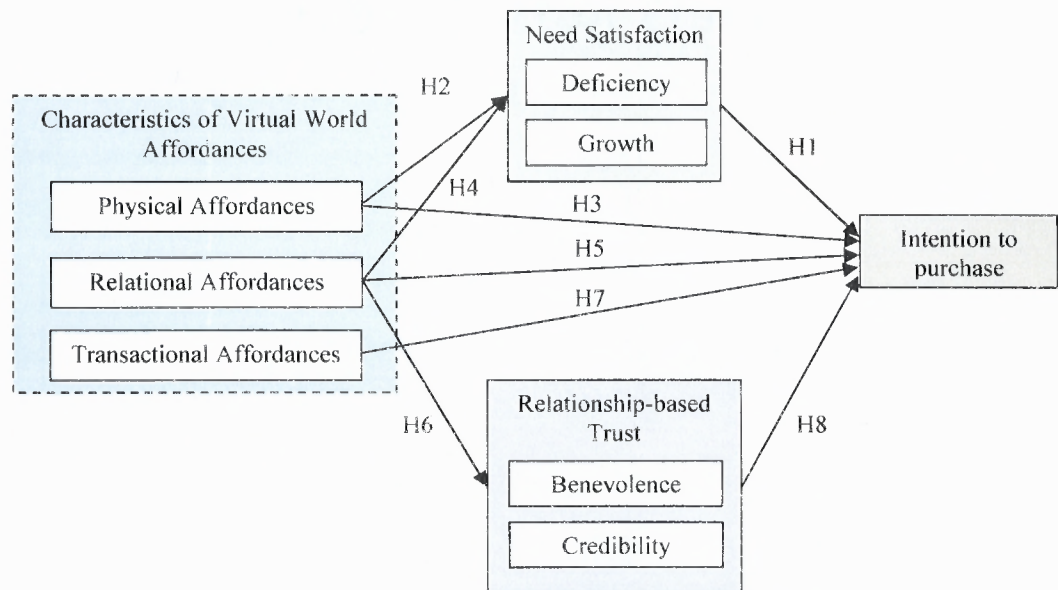 Need Satisfaction
Deficiency
Growth
H2
H1
Characteristics of Virtual World
Affordances
Physical Affordances
Relational Affordances
Transactional Affordances
H4
H3
H5
H7
Intention to
purchase
H6
Relationship-based
Trust
Benevolence
Credibility
H8